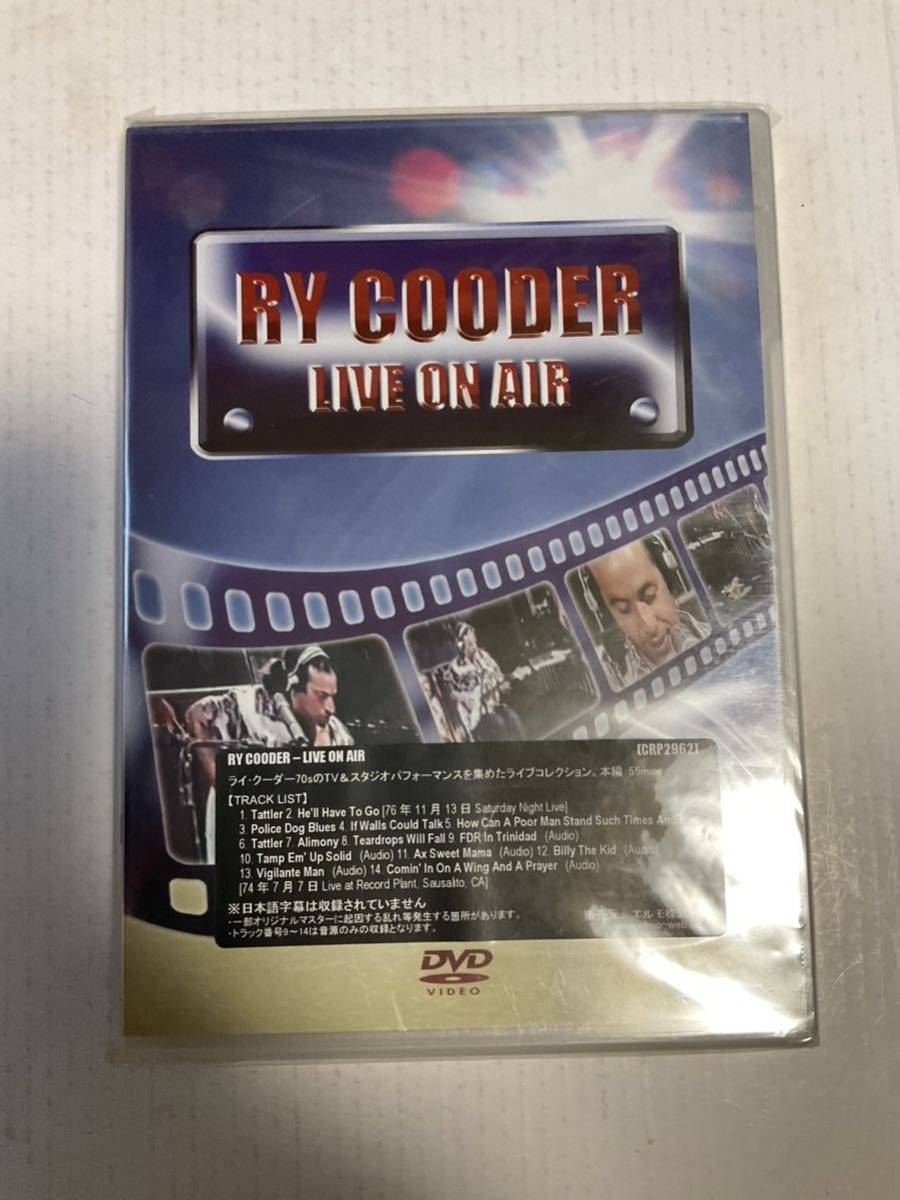 RY COODER
LIVE ON AIR
RY COODER – LIVE ON AIR [CRP2962]
ライ・クーダー70sのTV＆スタジオパフォーマンスを集めたライブコレクション。本編 55mins
【TRACK LIST】
1. Tattler 2. He'll Have To Go [76 年 11 月 13 日 Saturday Night Live]
3. Police Dog Blues 4. If Walls Could Talk 5. How Can A Poor Man Stand Such Times And
6. Tattler 7. Alimony 8. Teardrops Will Fall 9. FDR In Trinidad (Audio)
10. Tamp Em' Up Solid (Audio) 11. Ax Sweet Mama (Audio) 12. Billy The Kid (Audio)
13. Vigilante Man (Audio) 14. Comin' In On A Wing And A Prayer (Audio)
[74 年 7 月 7 日 Live at Record Plant, Sausalito, CA]
※日本語字幕は収録されていません
・一部オリジナルマスターに起因する乱れ等発生する箇所があります。
・トラック番号9～14は音源のみの収録となります。
DVD
VIDEO